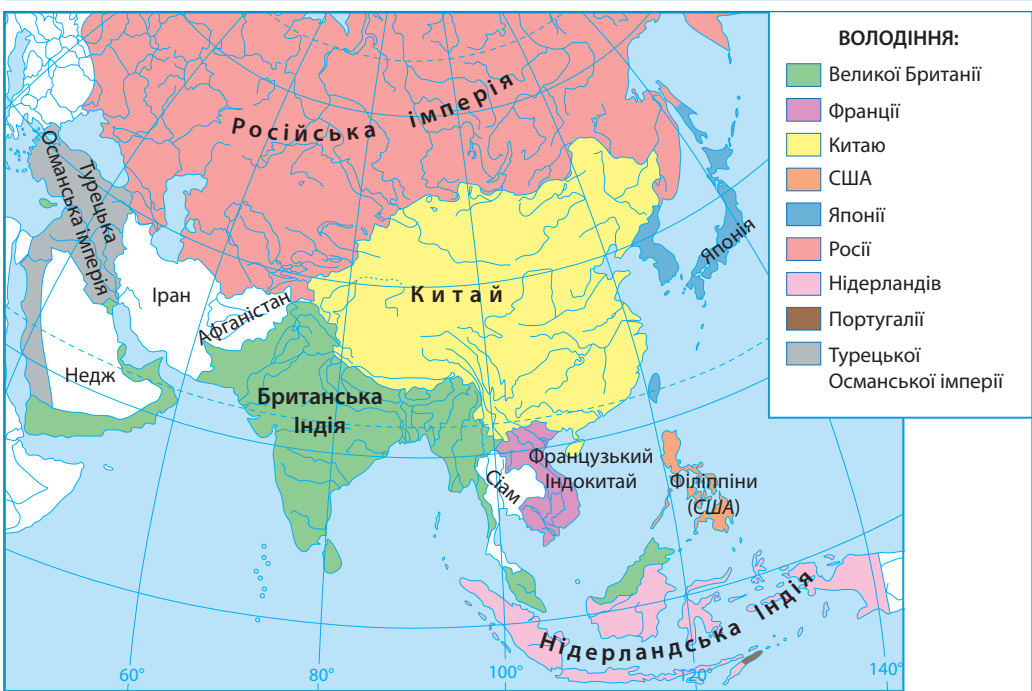 ВОЛОДІННЯ:
Великої Британії
Франції
Китаю
США
Японії
Росії
Нідерландів
Португалії
Турецької
Османської імперії
Російська імперія
Турецька
Османська імперія
Іран
Афганістан
Китай
Японія
Недж
Британська
Індія
Сіам
Французький
Індокитай
Філіппіни
(США)
Нідерландська Індія
60°
80°
100°
120°
140°